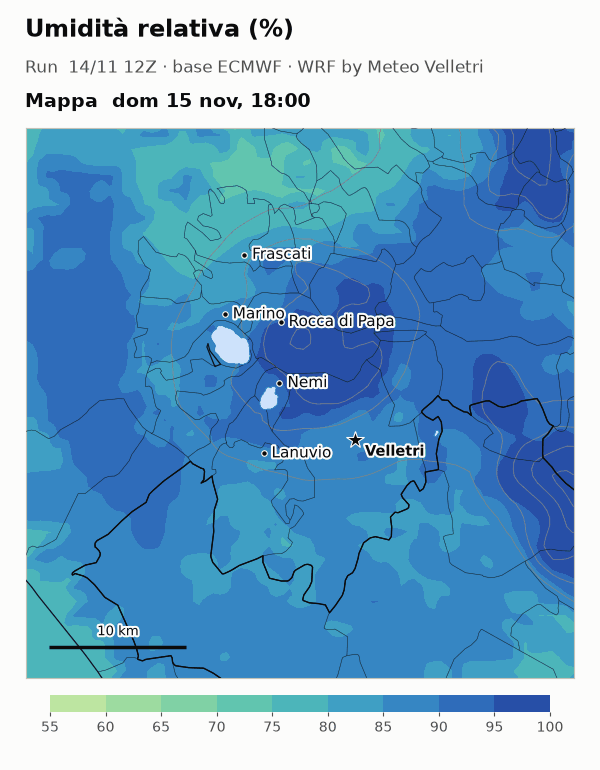 Umidità relativa (%)
Run  14/11 12Z · base ECMWF · WRF by Meteo Velletri
Mappa  dom 15 nov, 18:00
Frascati
Marino
Rocca di Papa
Nemi
Velletri
Lanuvio
10 km
55 60 65 70 75 80 85 90 95 100